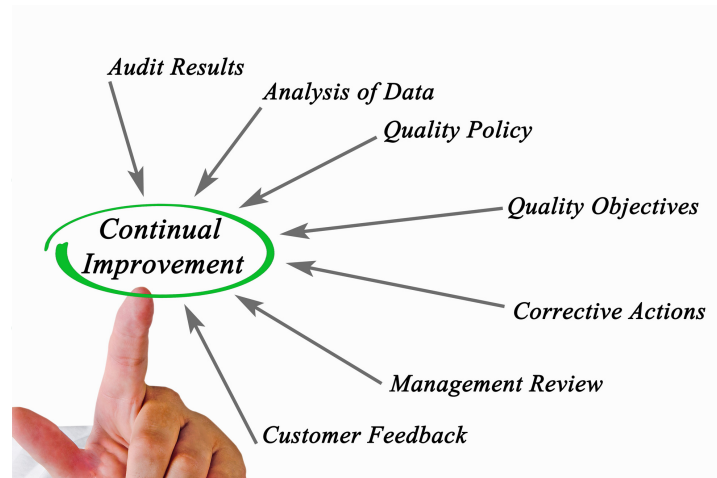 Audit Results
Analysis of Data
Quality Policy
Quality Objectives
Continual
Improvement
Corrective Actions
Management Review
Customer Feedback